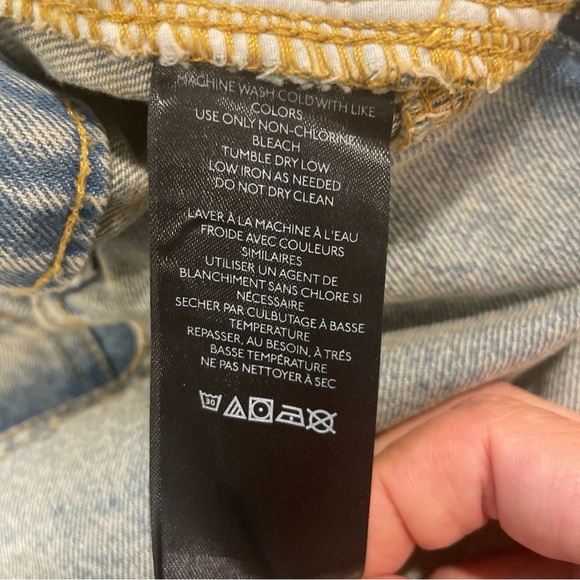 MACHINE WASH COLD WITH LIKE
COLORS
USE ONLY NON-CHLORINE
BLEACH
TUMBLE DRY LOW
LOW IRON AS NEEDED
DO NOT DRY CLEAN
LAVER À LA MACHINE À L'EAU
FROIDE AVEC COULEURS
SIMILAIRES
UTILISER UN AGENT DE
BLANCHIMENT SANS CHLORE SI
NÉCESSAIRE
SECHER PAR CULBUTAGE À BASSE
TEMPERATURE
REPASSER, AU BESOIN, À TRÉS
BASSE TEMPÉRATURE
NE PAS NETTOYER À SEC
30